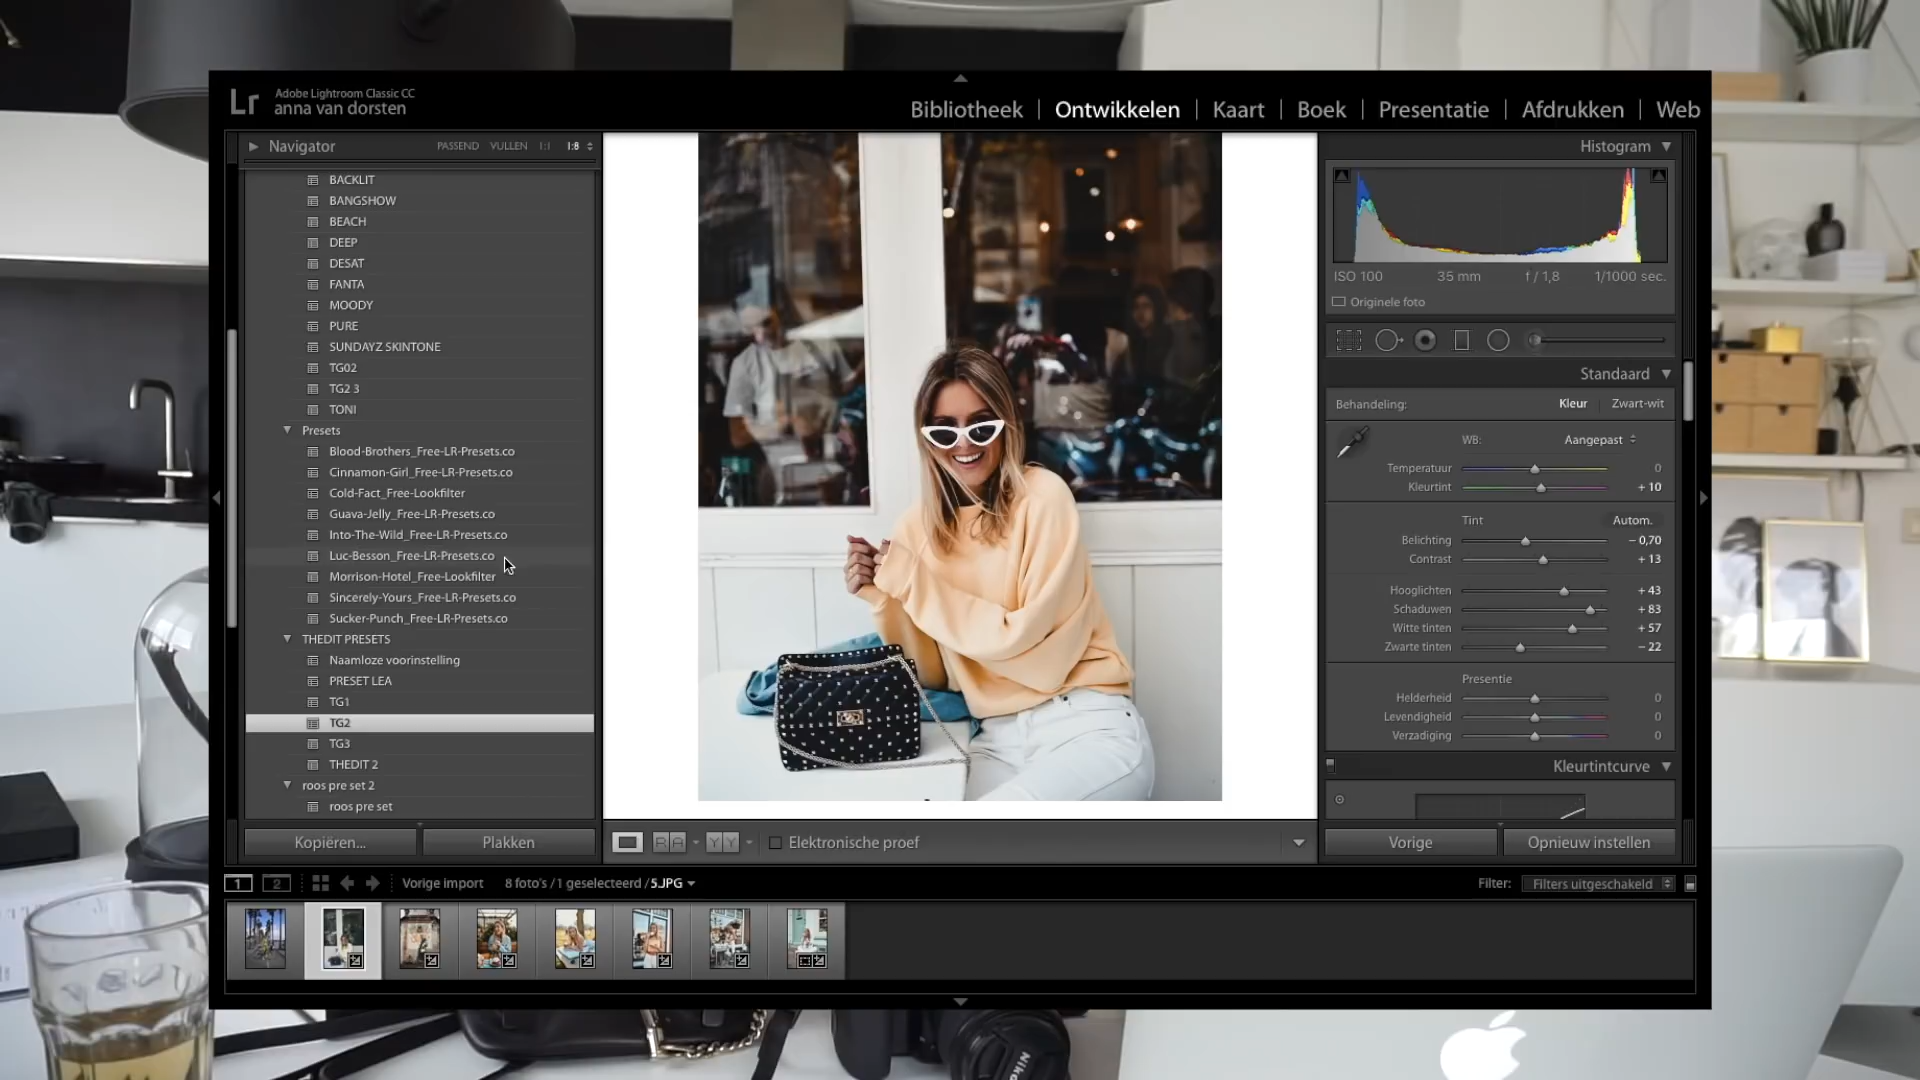 Lr
Adobe Lightroom Classic CC
anna van dorsten
Bibliotheek | Ontwikkelen | Kaart | Boek | Presentatie | Afdrukken | Web
Navigator PASSEND VULLEN 1:1 1:8
BACKLIT
BANGSHOW
BEACH
DEEP
DESAT
FANTA
MOODY
PURE
SUNDAYZ SKINTONE
TG02
TG2 3
TONI
Presets
Blood-Brothers_Free-LR-Presets.co
Cinnamon-Girl_Free-LR-Presets.co
Cold-Fact_Free-Lookfilter
Guava-Jelly_Free-LR-Presets.co
Into-The-Wild_Free-LR-Presets.co
Luc-Besson_Free-LR-Presets.co
Morrison-Hotel_Free-Lookfilter
Sincerely-Yours_Free-LR-Presets.co
Sucker-Punch_Free-LR-Presets.co
THEDIT PRESETS
Naamloze voorinstelling
PRESET LEA
TG1
TG2
TG3
THEDIT 2
roos pre set 2
roos pre set
Kopiëren... Plakken
R A Y Y Elektronische proef
Histogram
ISO 100 35 mm f / 1,8 1/1000 sec.
Originele foto
Standaard
Behandeling: Kleur | Zwart-wit
WB: Aangepast
Temperatuur 0
Kleurtint + 10
Tint Autom.
Belichting − 0,70
Contrast + 13
Hooglichten + 43
Schaduwen + 83
Witte tinten + 57
Zwarte tinten − 22
Presentie
Helderheid 0
Levendigheid 0
Verzadiging 0
Kleurtintcurve
Vorige Opnieuw instellen
1 2 Vorige import 8 foto's / 1 geselecteerd / 5.JPG Filter: Filters uitgeschakeld
Nikon